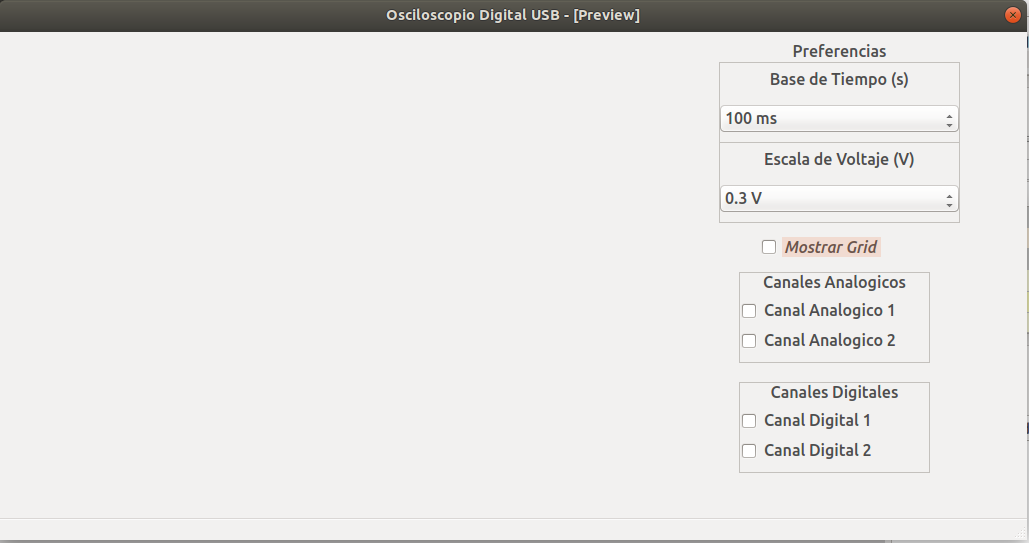 Osciloscopio Digital USB - [Preview]
Preferencias
Base de Tiempo (s)
100 ms
Escala de Voltaje (V)
0.3 V
Mostrar Grid
Canales Analogicos
Canal Analogico 1
Canal Analogico 2
Canales Digitales
Canal Digital 1
Canal Digital 2